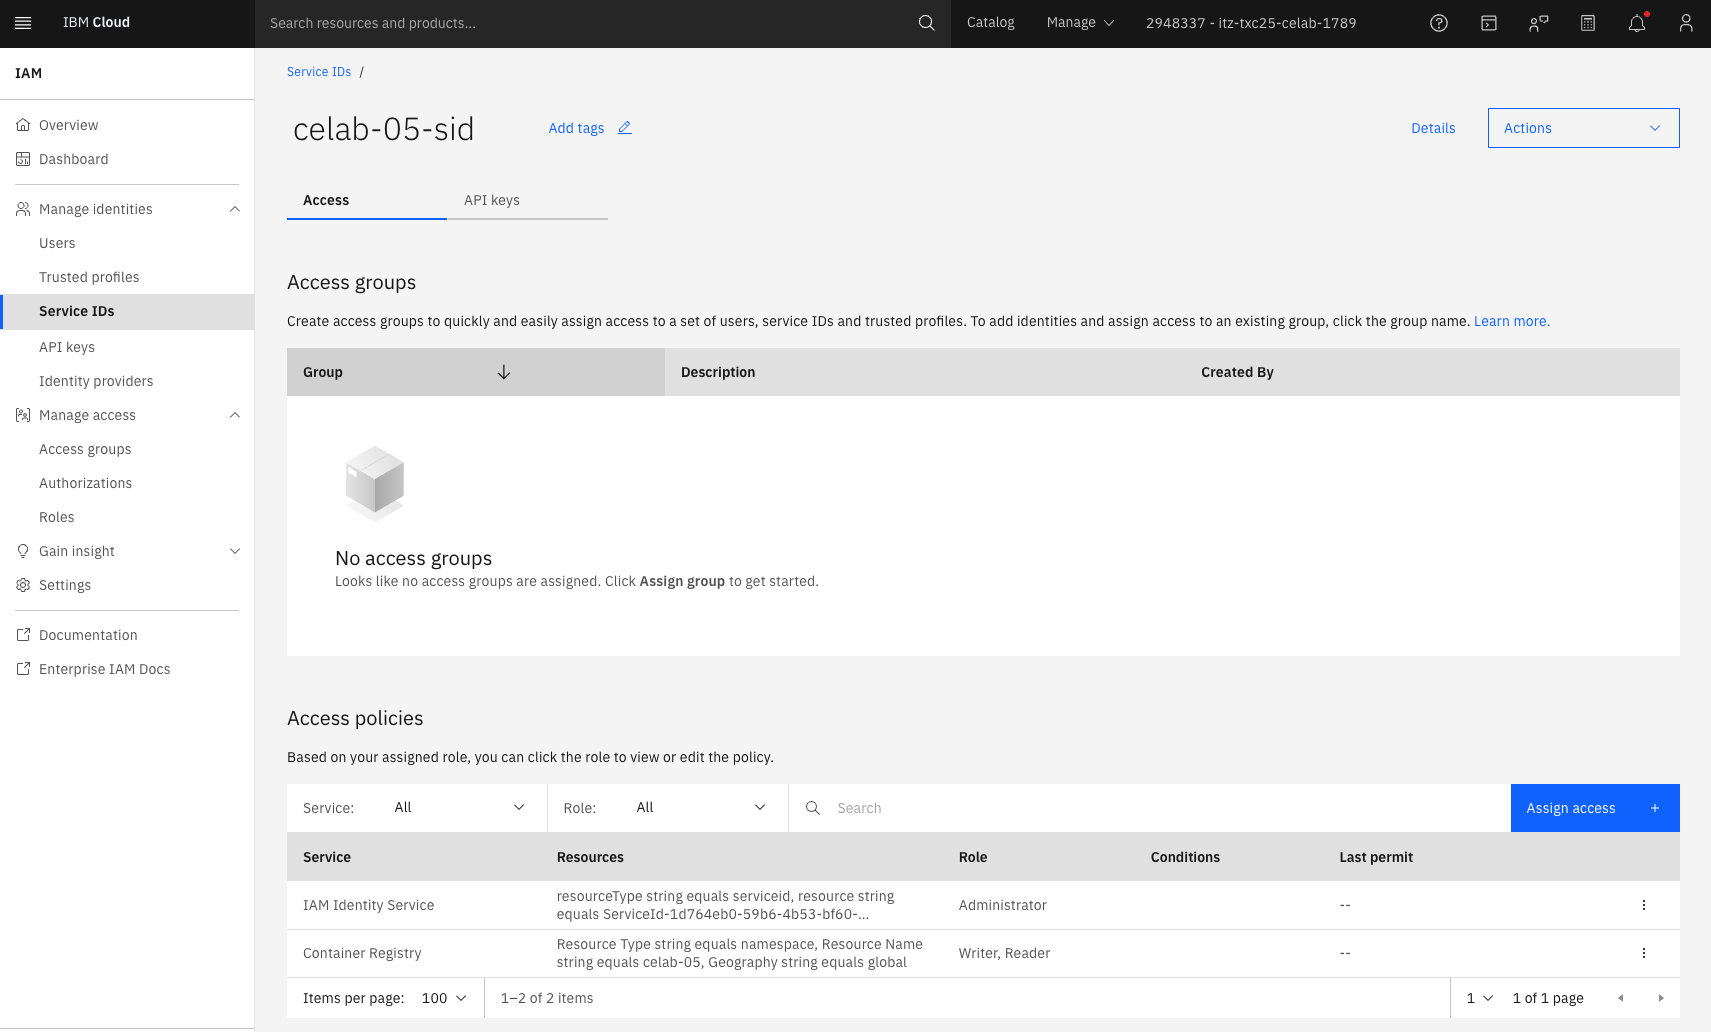 IBM Cloud
Search resources and products...
Catalog
Manage
2948337 - itz-txc25-celab-1789
IAM
Overview
Dashboard
Manage identities
Users
Trusted profiles
Service IDs
API keys
Identity providers
Manage access
Access groups
Authorizations
Roles
Gain insight
Settings
Documentation
Enterprise IAM Docs
Service IDs /
celab-05-sid
Add tags
Details
Actions
Access
API keys
Access groups
Create access groups to quickly and easily assign access to a set of users, service IDs and trusted profiles. To add identities and assign access to an existing group, click the group name. Learn more.
Group
Description
Created By
No access groups
Looks like no access groups are assigned. Click Assign group to get started.
Access policies
Based on your assigned role, you can click the role to view or edit the policy.
Service: All
Role: All
Search
Assign access +
Service
Resources
Role
Conditions
Last permit
IAM Identity Service
resourceType string equals serviceid, resource string
equals ServiceId-1d764eb0-59b6-4b53-bf60-...
Administrator
--
Container Registry
Resource Type string equals namespace, Resource Name
string equals celab-05, Geography string equals global
Writer, Reader
--
Items per page: 100
1–2 of 2 items
1
1 of 1 page